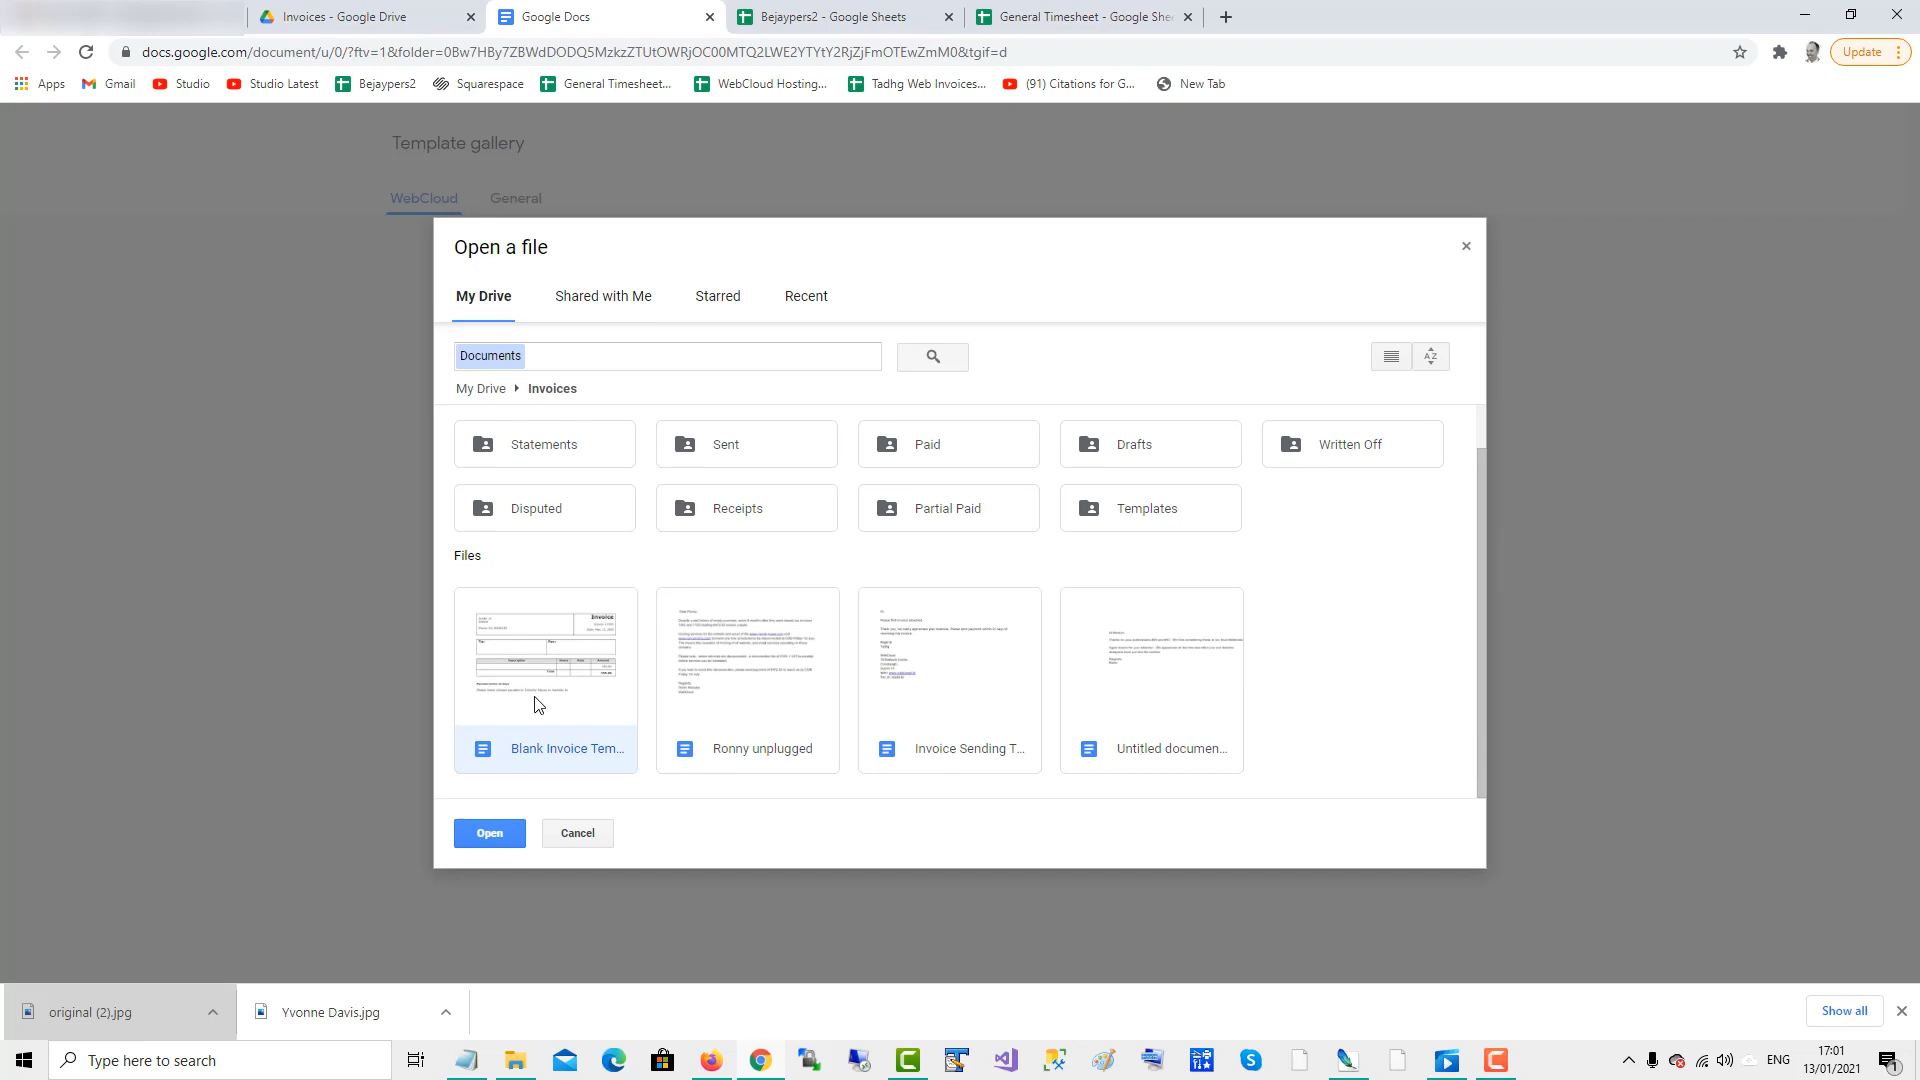 Invoices - Google Drive
Google Docs
Bejaypers2 - Google Sheets
General Timesheet - Google She
docs.google.com/document/u/0/?ftv=1&folder=0Bw7HBy7ZBWdDODQ5MzkzZTUtOWRjOC00MTQ2LWE2YTYtY2RjZjFmOTEwZmM0&tgif=d
Update
Apps
Gmail
Studio
Studio Latest
Bejaypers2
Squarespace
General Timesheet...
WebCloud Hosting...
Tadhg Web Invoices...
(91) Citations for G...
New Tab
Template gallery
WebCloud
General
Open a file
My Drive
Shared with Me
Starred
Recent
Documents
My Drive
Invoices
Statements
Sent
Paid
Drafts
Written Off
Disputed
Receipts
Partial Paid
Templates
Files
Invoice
Blank Invoice Tem...
Ronny unplugged
Invoice Sending T...
Untitled documen...
Open
Cancel
original (2).jpg
Yvonne Davis.jpg
Show all
Type here to search
ENG
17:01
13/01/2021
1